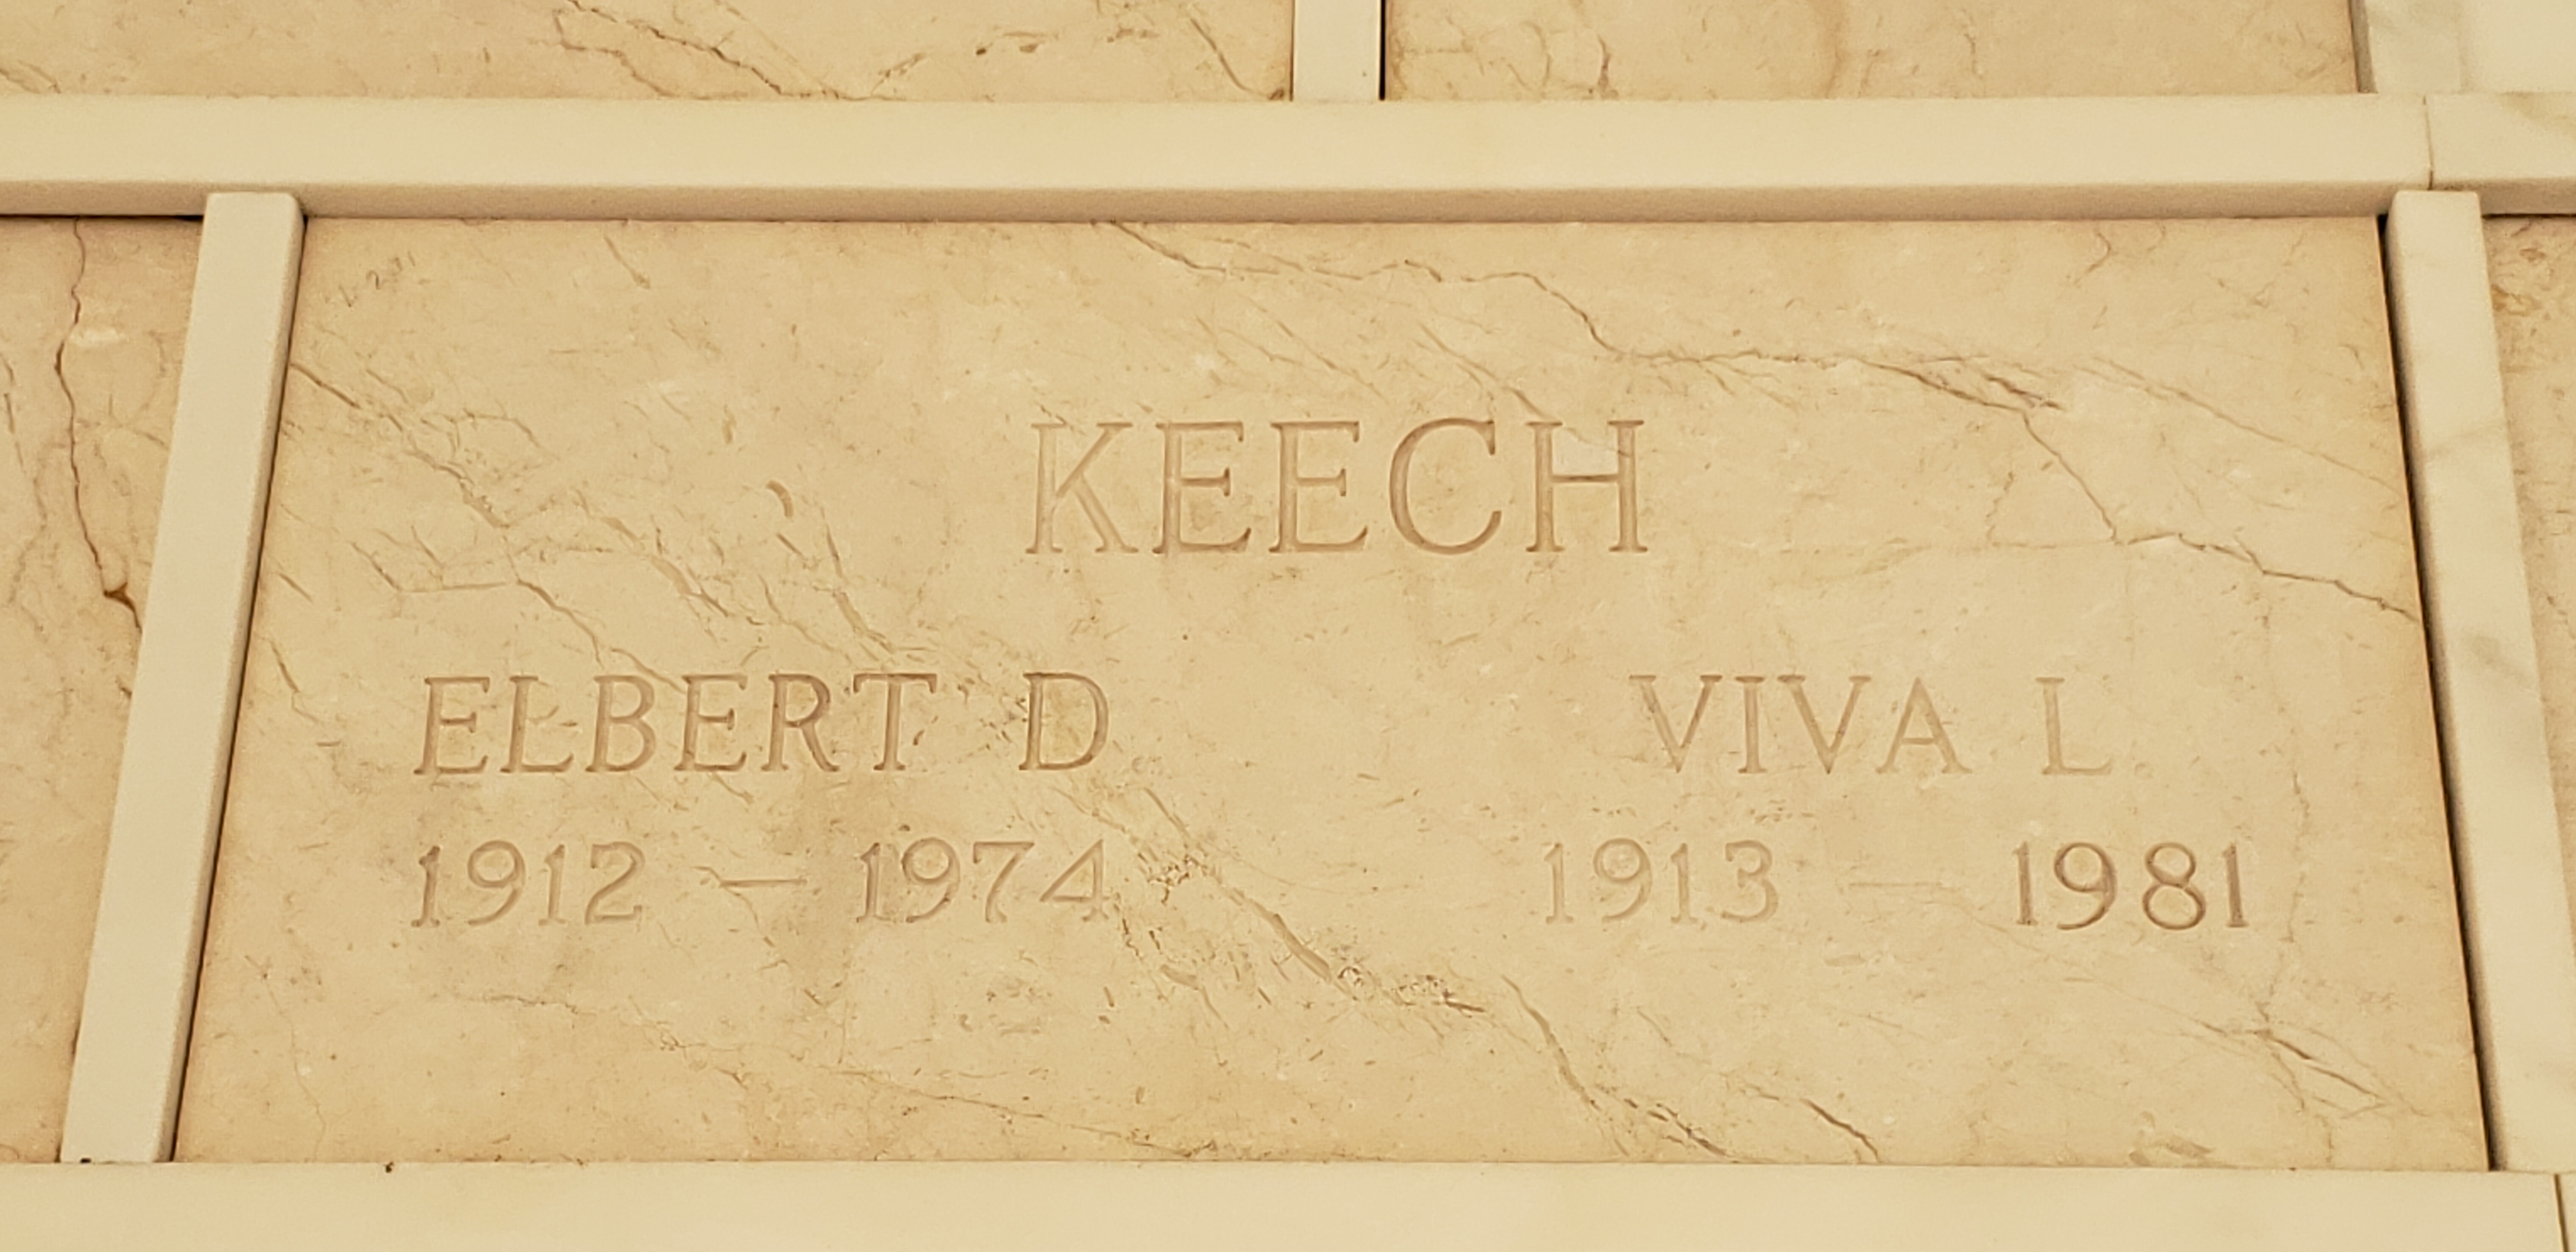 KEECH
ELBERT D
VIVA L
1912 — 1974
1913 — 1981